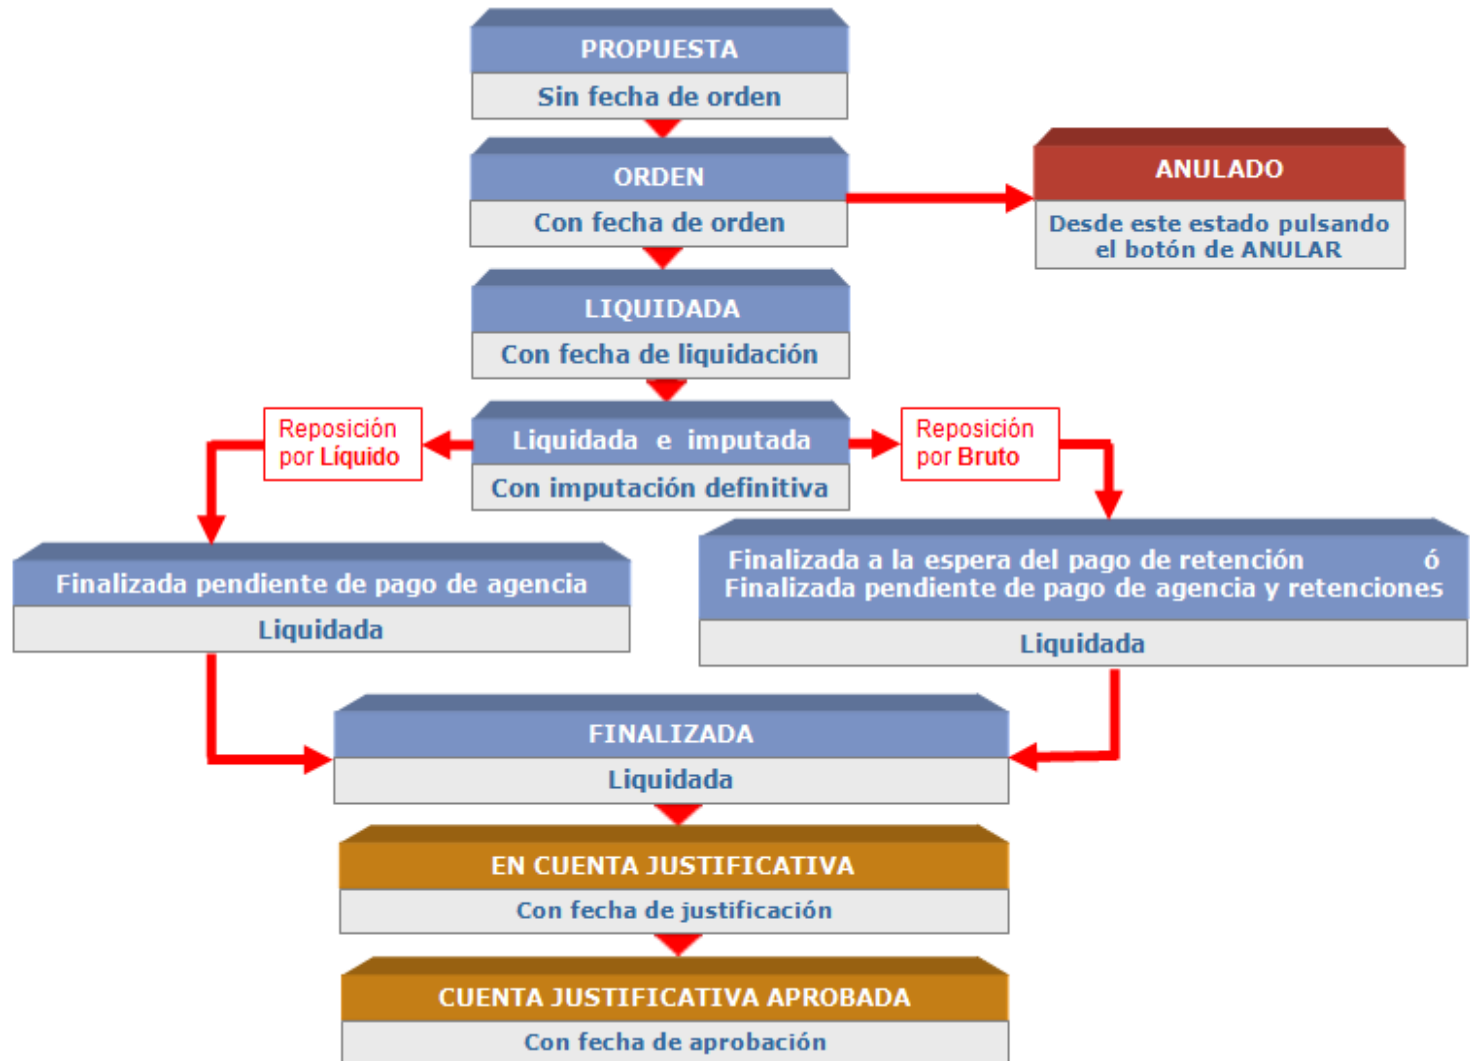 PROPUESTA
Sin fecha de orden
ORDEN
Con fecha de orden
ANULADO
Desde este estado pulsando
el botón de ANULAR
LIQUIDADA
Con fecha de liquidación
Reposición
por Líquido
Liquidada e imputada
Con imputación definitiva
Reposición
por Bruto
Finalizada pendiente de pago de agencia
Liquidada
Finalizada a la espera del pago de retención ó
Finalizada pendiente de pago de agencia y retenciones
Liquidada
FINALIZADA
Liquidada
EN CUENTA JUSTIFICATIVA
Con fecha de justificación
CUENTA JUSTIFICATIVA APROBADA
Con fecha de aprobación